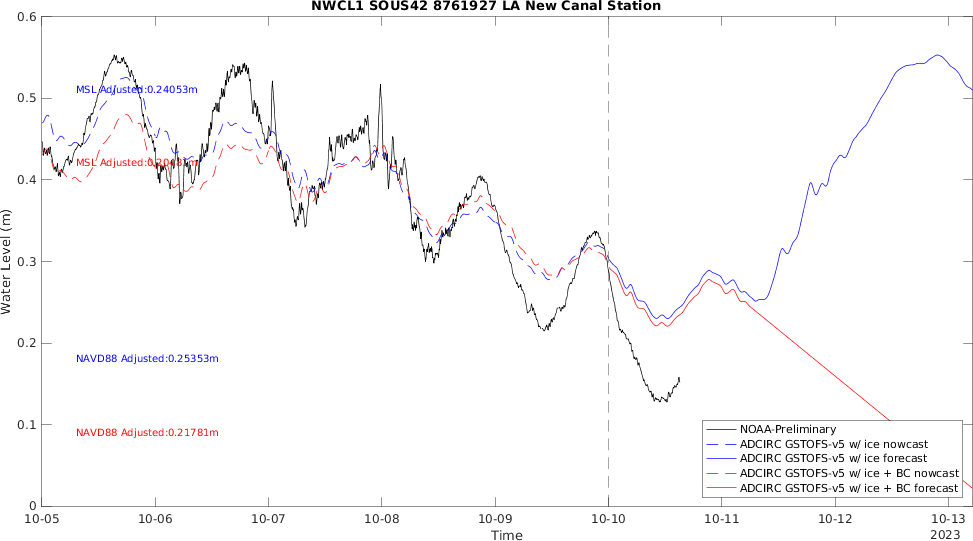 NWCL1 SOUS42 8761927 LA New Canal Station
Water Level (m)
0.6
0.5
0.4
0.3
0.2
0.1
0
MSL Adjusted:0.24053m
NAVD88 Adjusted:0.25353m
NAVD88 Adjusted:0.21781m
NOAA-Preliminary
ADCIRC GSTOFS-v5 w/ ice nowcast
ADCIRC GSTOFS-v5 w/ ice forecast
ADCIRC GSTOFS-v5 w/ ice + BC nowcast
ADCIRC GSTOFS-v5 w/ ice + BC forecast
10-05 10-06 10-07 10-08 10-09 10-10 10-11 10-12 10-13
Time
2023
MSL Adjusted: